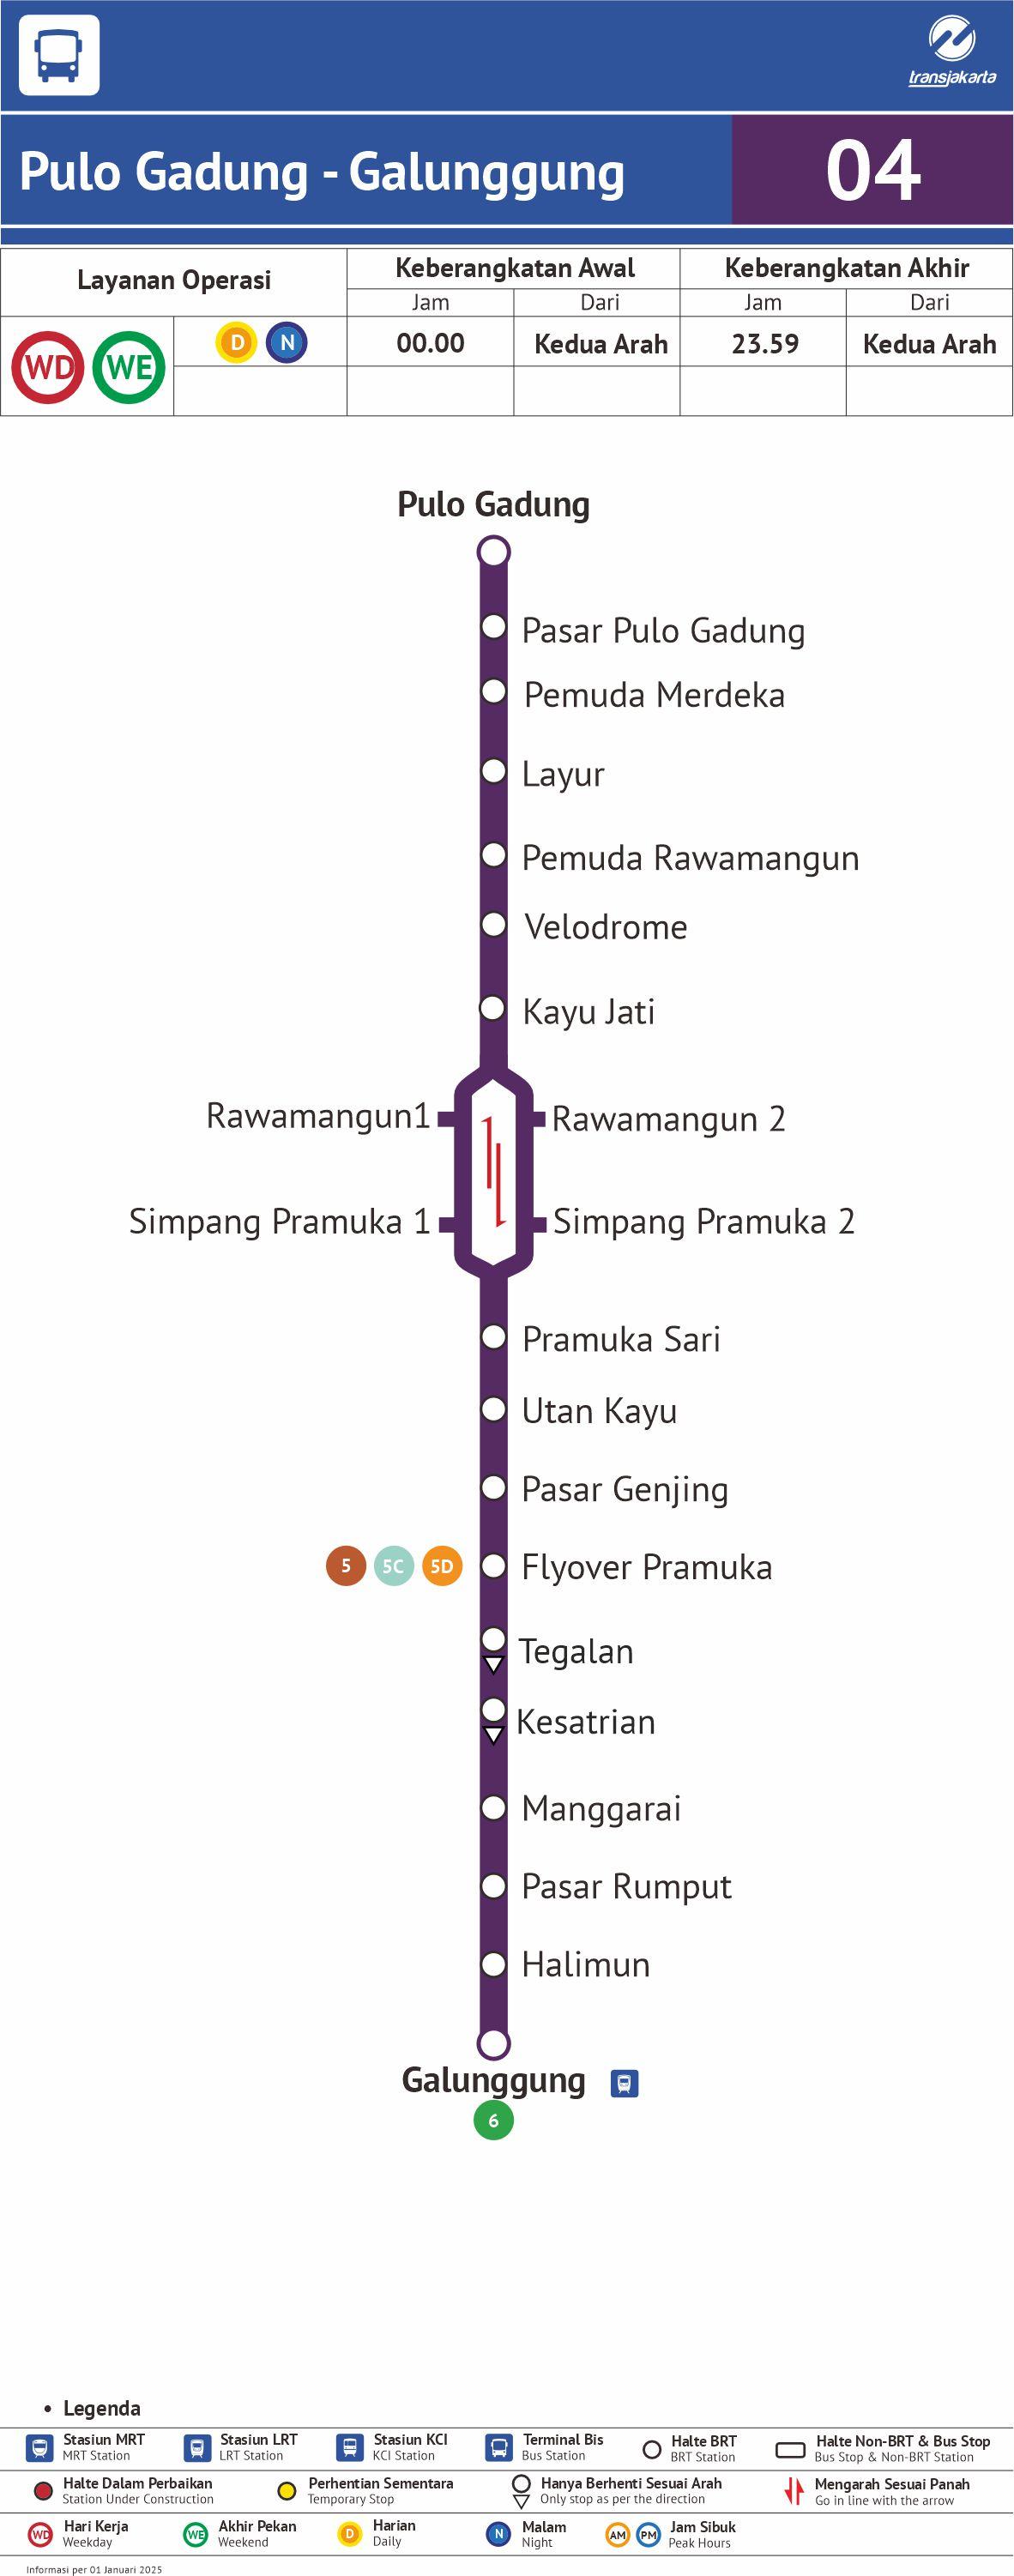 transjakarta
Pulo Gadung - Galunggung
04
Layanan Operasi
Keberangkatan Awal
Keberangkatan Akhir
Jam
Dari
Jam
Dari
WD
WE
D
N
00.00
Kedua Arah
23.59
Kedua Arah
Pulo Gadung
Pasar Pulo Gadung
Pemuda Merdeka
Layur
Pemuda Rawamangun
Velodrome
Kayu Jati
Rawamangun1
Rawamangun 2
Simpang Pramuka 1
Simpang Pramuka 2
Pramuka Sari
Utan Kayu
Pasar Genjing
5 5C 5D Flyover Pramuka
Tegalan
Kesatrian
Manggarai
Pasar Rumput
Halimun
Galunggung
6
• Legenda
Stasiun MRT
MRT Station
Stasiun LRT
LRT Station
Stasiun KCI
KCI Station
Terminal Bis
Bus Station
Halte BRT
BRT Station
Halte Non-BRT & Bus Stop
Bus Stop & Non-BRT Station
Halte Dalam Perbaikan
Station Under Construction
Perhentian Sementara
Temporary Stop
Hanya Berhenti Sesuai Arah
Only stop as per the direction
Mengarah Sesuai Panah
Go in line with the arrow
WD
Hari Kerja
Weekday
WE
Akhir Pekan
Weekend
D
Harian
Daily
N
Malam
Night
AM PM
Jam Sibuk
Peak Hours
Informasi per 01 Januari 2025